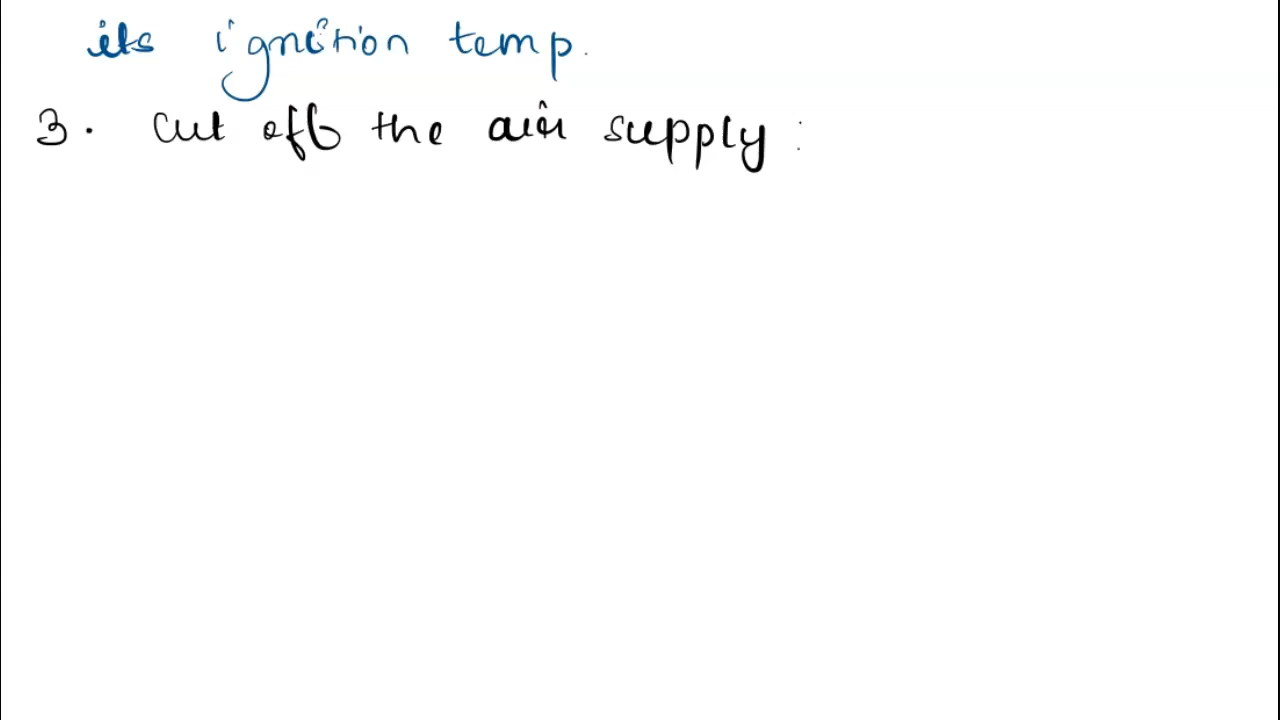 its ignition temp.
3. cut off the air supply :